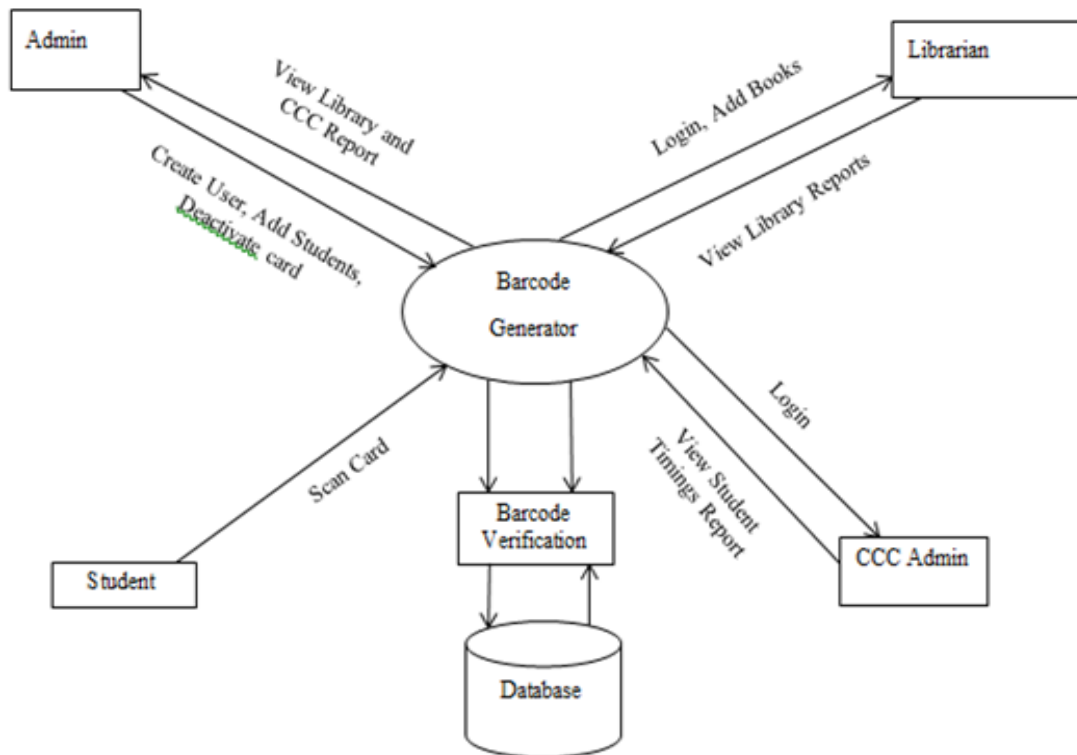 Admin
Librarian
View Library and
CCC Report
Login, Add Books
Create User, Add Students,
Deactivate card
View Library Reports
Barcode
Generator
Login
View Student
Timings Report
Scan Card
Barcode
Verification
Student
CCC Admin
Database